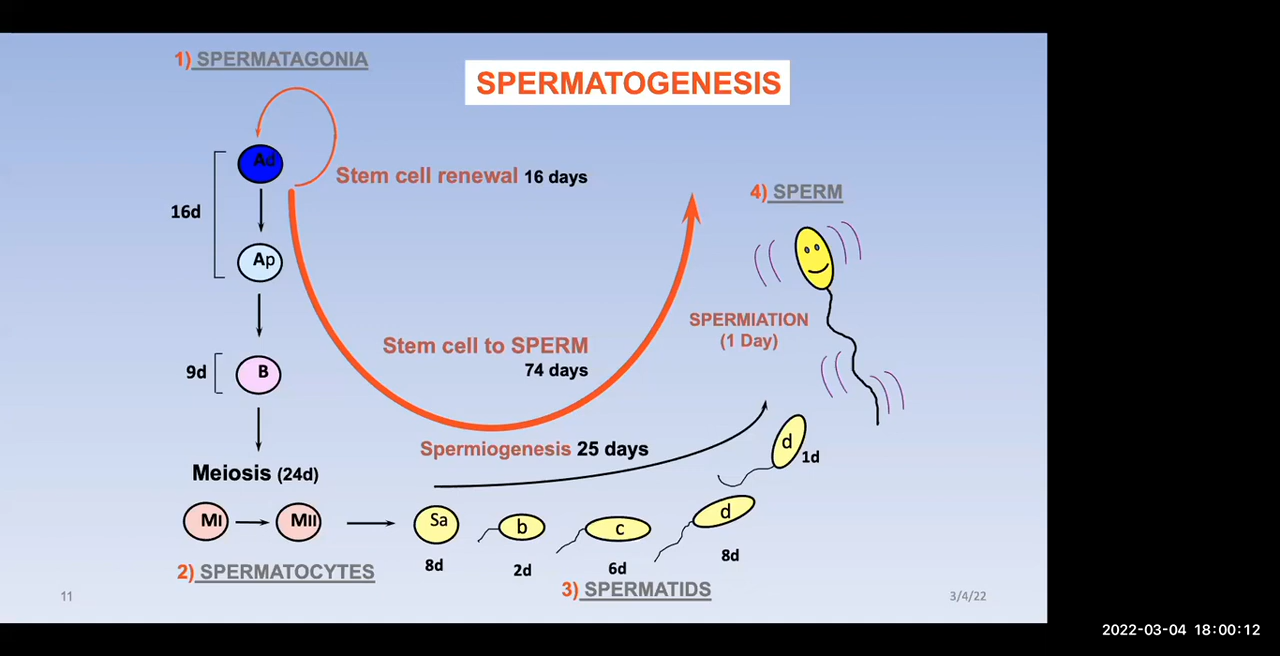 1) SPERMATAGONIA
SPERMATOGENESIS
Ad
Stem cell renewal 16 days
4) SPERM
16d
Ap
SPERMIATION
(1 Day)
Stem cell to SPERM
74 days
9d
B
Spermiogenesis 25 days
d
1d
Meiosis (24d)
MI
MII
Sa
b
c
d
8d
2d
6d
8d
2) SPERMATOCYTES
3) SPERMATIDS
11
3/4/22
2022-03-04 18:00:12